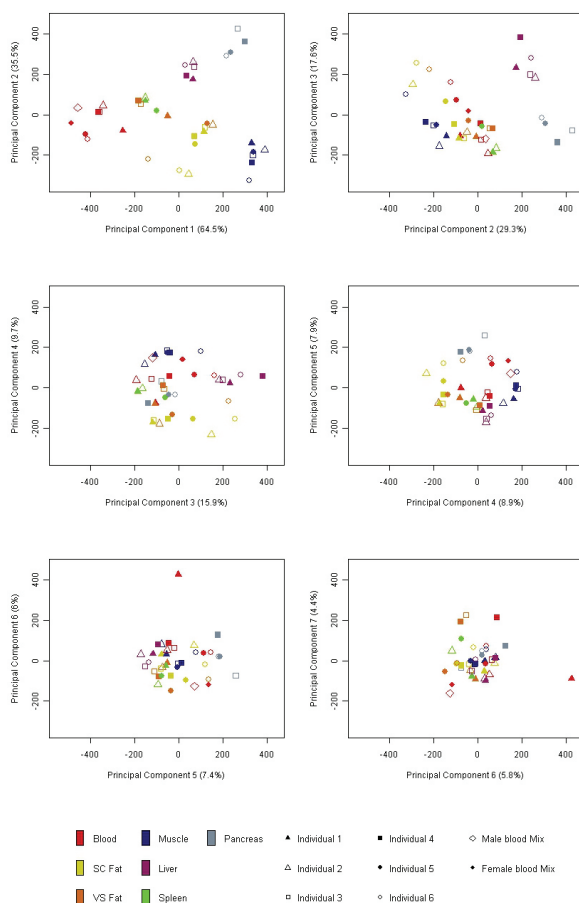 Principal Component 2 (35.5%)
400
200
0
-200
-400 -200 0 200 400
Principal Component 1 (64.5%)
Principal Component 3 (17.6%)
400
200
0
-200
-400 -200 0 200 400
Principal Component 2 (29.3%)
Principal Component 4 (9.7%)
400
200
0
-200
-400 -200 0 200 400
Principal Component 3 (15.9%)
Principal Component 5 (7.9%)
400
200
0
-200
-400 -200 0 200 400
Principal Component 4 (8.9%)
Principal Component 6 (6%)
400
200
0
-200
-400 -200 0 200 400
Principal Component 5 (7.4%)
Principal Component 7 (4.4%)
400
200
0
-200
-400 -200 0 200 400
Principal Component 6 (5.8%)
Blood Muscle Pancreas Individual 1 Individual 4 Male blood Mix
SC Fat Liver Individual 2 Individual 5 Female blood Mix
VS Fat Spleen Individual 3 Individual 6